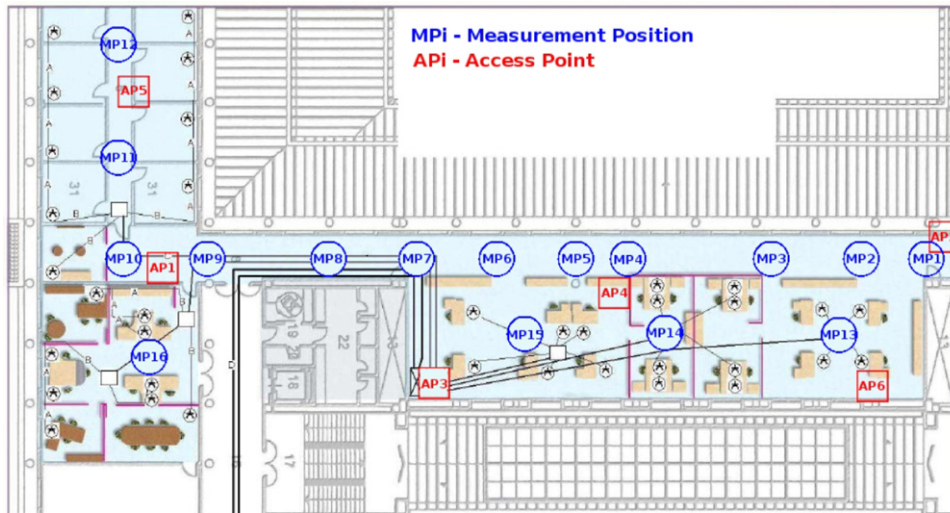 MPi - Measurement Position
APi - Access Point
MP12
AP5
MP11
31
31
B
B
MP10
AP1
MP9
MP8
MP7
MP6
MP5
MP4
MP3
MP2
MP1
AP
AP4
MP15
MP14
MP13
MP16
AP3
AP6
19
22
18
17
A
A
A
A
A
A
B
B